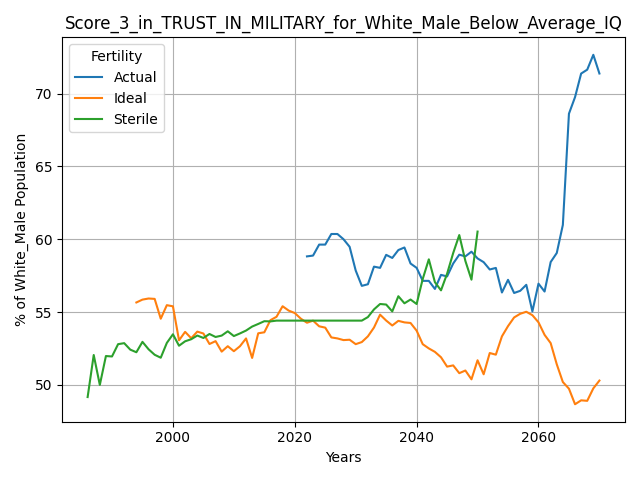 Score_3_in_TRUST_IN_MILITARY_for_White_Male_Below_Average_IQ
Fertility
Actual
Ideal
Sterile
% of White_Male Population
70
65
60
55
50
2000
2020
2040
2060
Years